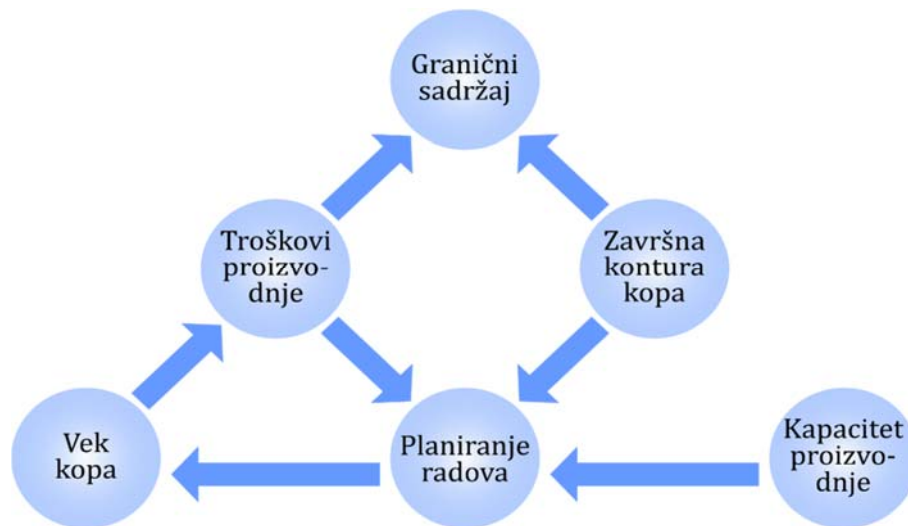 Granični
sadržaj
Troškovi
proizvo-
dnje
Završna
kontura
kopa
Vek
kopa
Planiranje
radova
Kapacitet
proizvo-
dnje